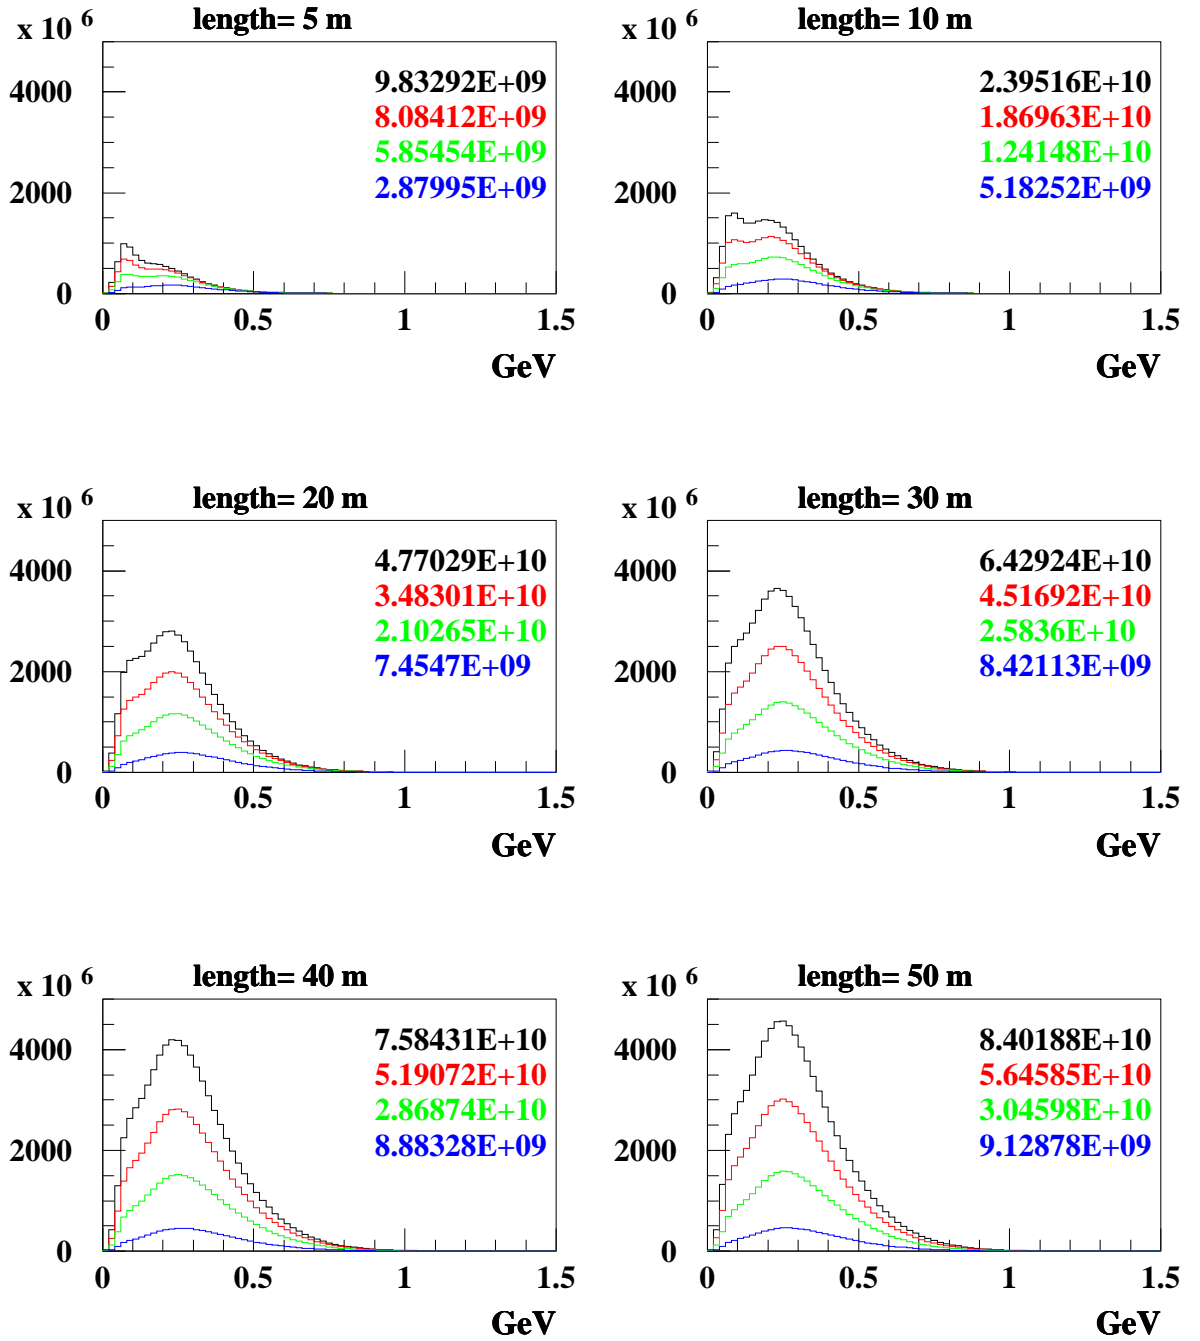 x 10 6
length= 5 m
4000
2000
0
9.83292E+09
8.08412E+09
5.85454E+09
2.87995E+09
0 0.5 1 1.5
GeV
x 10 6
length= 10 m
4000
2000
0
2.39516E+10
1.86963E+10
1.24148E+10
5.18252E+09
0 0.5 1 1.5
GeV
x 10 6
length= 20 m
4000
2000
0
4.77029E+10
3.48301E+10
2.10265E+10
7.4547E+09
0 0.5 1 1.5
GeV
x 10 6
length= 30 m
4000
2000
0
6.42924E+10
4.51692E+10
2.5836E+10
8.42113E+09
0 0.5 1 1.5
GeV
x 10 6
length= 40 m
4000
2000
0
7.58431E+10
5.19072E+10
2.86874E+10
8.88328E+09
0 0.5 1 1.5
GeV
x 10 6
length= 50 m
4000
2000
0
8.40188E+10
5.64585E+10
3.04598E+10
9.12878E+09
0 0.5 1 1.5
GeV